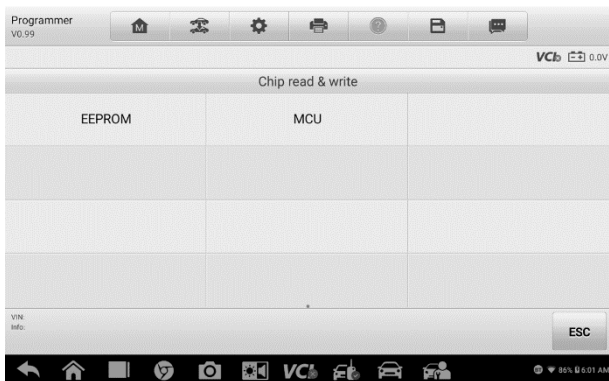 Programmer
V0.99
M
VCI 0.0V
Chip read & write
EEPROM MCU
VIN:
Info:
ESC
VCI 86% 6:01 AM